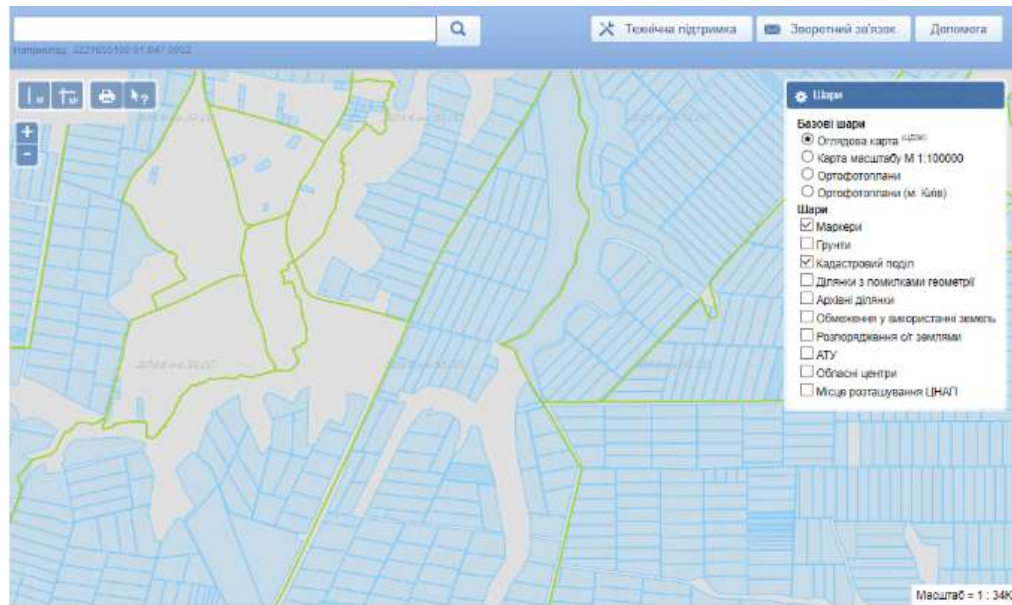 Технічна підтримка
Зворотний зв'язок
Допомога
Наприклад: 3221655100:01:047:0052
М
?
+
-
Шари
Базові шари
Оглядова карта
Карта масштабу М 1:100000
Ортофотоплани
Ортофотоплани (м. Київ)
Шари
Маркери
Грунти
Кадастровий поділ
Ділянки з помилками геометрії
Архівні ділянки
Обмеження у використанні земель
Розпорядження с/г землями
АТУ
Обласні центри
Місце розташування ЦНАП
Масштаб = 1 : 34K